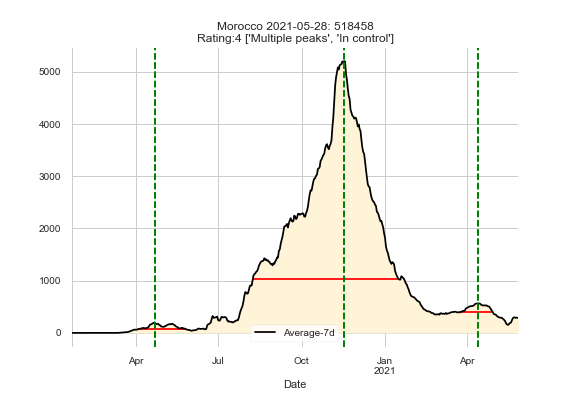 Morocco 2021-05-28: 518458
Rating:4 ['Multiple peaks', 'In control']
5000
4000
3000
2000
1000
0
Average-7d
Apr
Jul
Oct
Jan
2021
Apr
Date